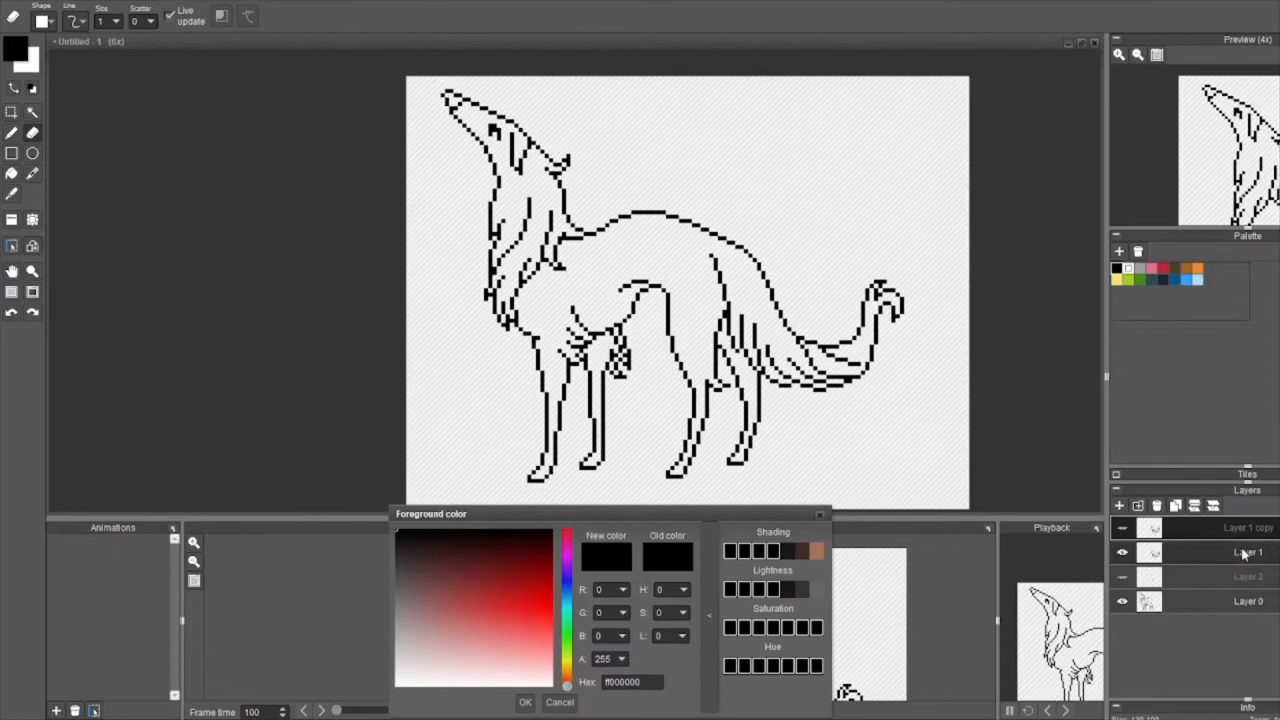 Shape Line Size Scatter
1 0 Live
update
* Untitled - 1 (6x)
Preview (4x)
Palette
Tiles
Layers
Layer 1 copy
Layer 1
Layer 2
Layer 0
Info
Animations
Playback
Frame time 100
Foreground color
New color Old color
R: 0 H: 0
G: 0 S: 0
B: 0 L: 0
A: 255
Hex: ff000000
OK Cancel
<
Shading
Lightness
Saturation
Hue